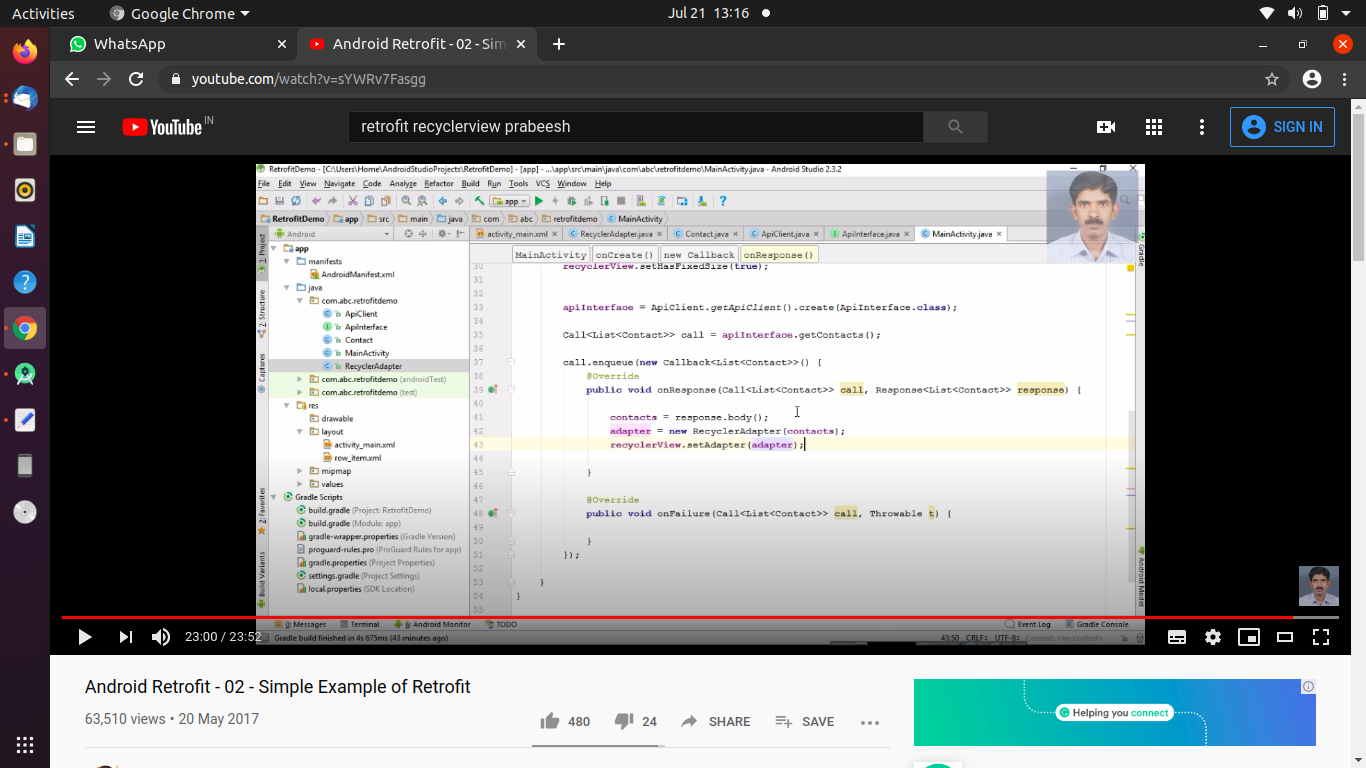 Activities
Google Chrome
Jul 21 13:16
WhatsApp
Android Retrofit - 02 - Sim
youtube.com/watch?v=sYWRv7Fasgg
YouTube IN
retrofit recyclerview prabeesh
SIGN IN
RetrofitDemo - [C:\Users\Home\AndroidStudioProjects\RetrofitDemo] - [app] - ...\app\src\main\java\com\abc\retrofitdemo\MainActivity.java - Android Studio 2.3.2
File Edit View Navigate Code Analyze Refactor Build Run Tools VCS Window Help
app
RetrofitDemo app src main java com abc retrofitdemo MainActivity
Android
activity_main.xml RecyclerAdapter.java Contact.java ApiClient.java ApiInterface.java MainActivity.java
1: Project
Z: Structure
Captures
2: Favorites
Build Variants
app
manifests
AndroidManifest.xml
java
com.abc.retrofitdemo
ApiClient
ApiInterface
Contact
MainActivity
RecyclerAdapter
com.abc.retrofitdemo (androidTest)
com.abc.retrofitdemo (test)
res
drawable
layout
activity_main.xml
row_item.xml
mipmap
values
Gradle Scripts
build.gradle (Project: RetrofitDemo)
build.gradle (Module: app)
gradle-wrapper.properties (Gradle Version)
proguard-rules.pro (ProGuard Rules for app)
gradle.properties (Project Properties)
settings.gradle (Project Settings)
local.properties (SDK Location)
MainActivity onCreate() new Callback onResponse()
30 recyclerView.setHasFixedSize(true);
31
32
33 apiInterface = ApiClient.getApiClient().create(ApiInterface.class);
34
35 Call<List<Contact>> call = apiInterface.getContacts();
36
37 call.enqueue(new Callback<List<Contact>>() {
38 @Override
39 public void onResponse(Call<List<Contact>> call, Response<List<Contact>> response) {
40
41 contacts = response.body();
42 adapter = new RecyclerAdapter(contacts);
43 recyclerView.setAdapter(adapter);
44
45 }
46
47 @Override
48 public void onFailure(Call<List<Contact>> call, Throwable t) {
49
50 }
51 });
52
53 }
54 }
55
Gradle
Android Model
0: Messages Terminal 6: Android Monitor TODO
Event Log Gradle Console
Gradle build finished in 4s 675ms (43 minutes ago)
43:50 CRLF÷ UTF-8÷ Context: <no context>
23:00 / 23:52
Android Retrofit - 02 - Simple Example of Retrofit
63,510 views • 20 May 2017
480 24 SHARE SAVE
Helping you connect